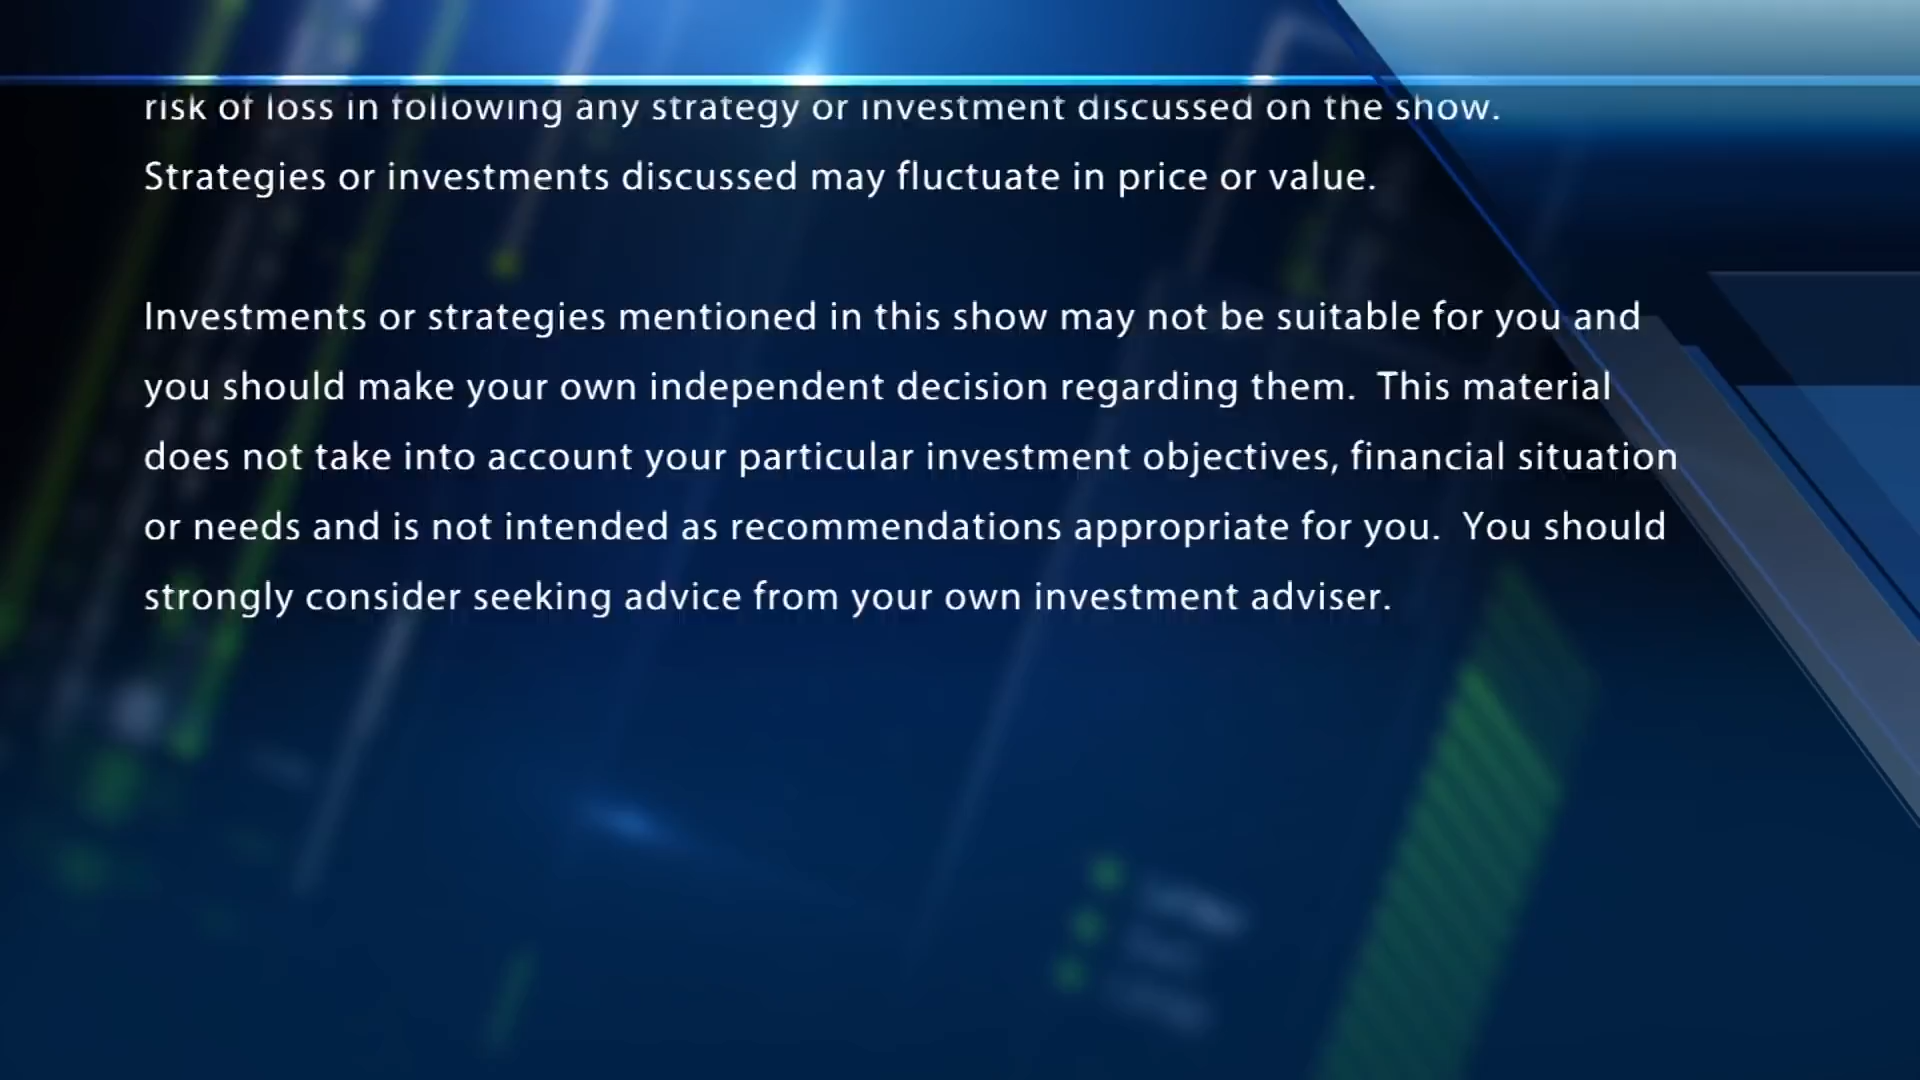 risk of loss in following any strategy or investment discussed on the show.
Strategies or investments discussed may fluctuate in price or value.
Investments or strategies mentioned in this show may not be suitable for you and
you should make your own independent decision regarding them.  This material
does not take into account your particular investment objectives, financial situation
or needs and is not intended as recommendations appropriate for you.  You should
strongly consider seeking advice from your own investment adviser.